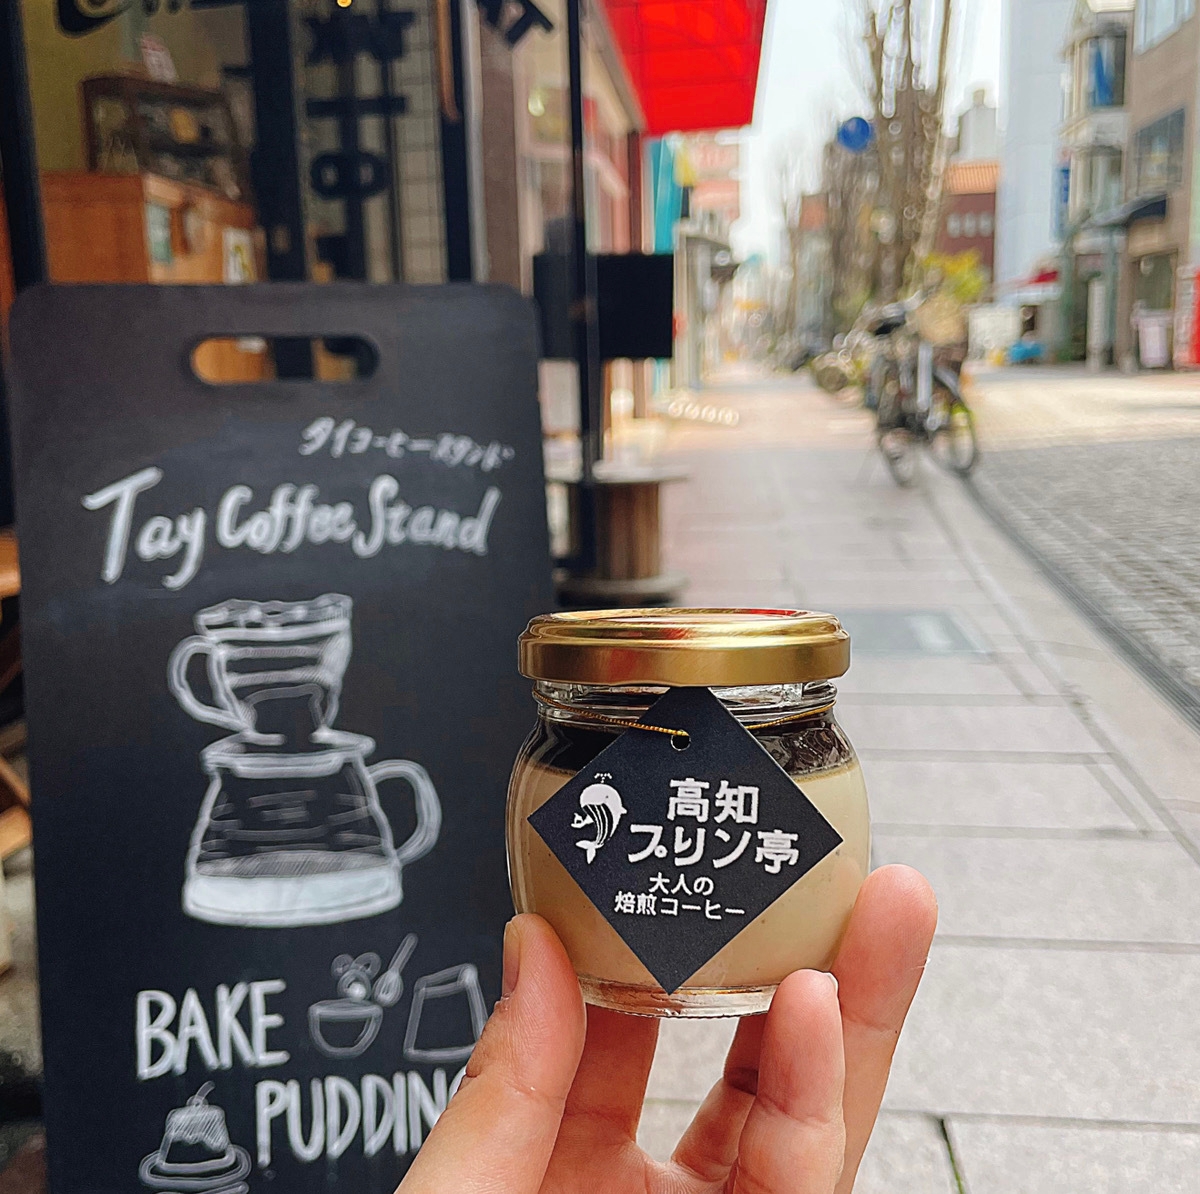 タイコーヒースタンド
Tay Coffee Stand
BAKE
PUDDING
高知
プリン亭
大人の
焙煎コーヒー